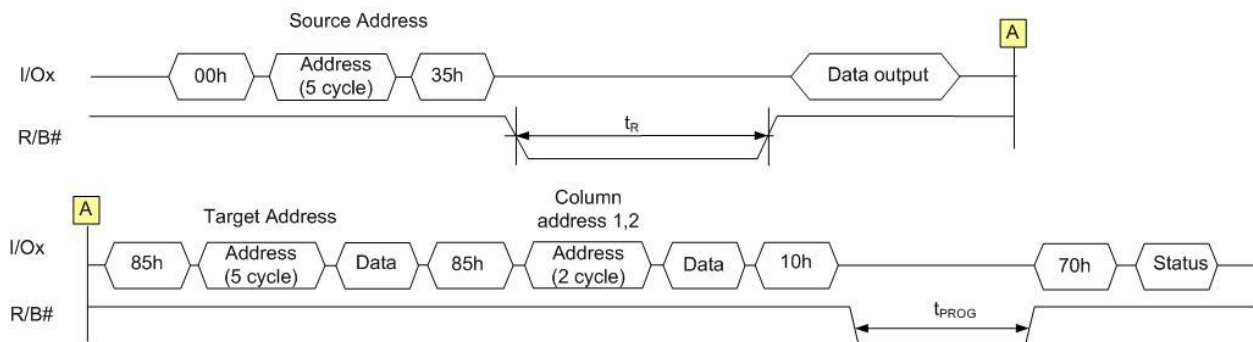 Source Address
A
I/Ox
00h
Address
(5 cycle)
35h
Data output
R/B#
tR
A
Target Address
Column
address 1,2
I/Ox
85h
Address
(5 cycle)
Data
85h
Address
(2 cycle)
Data
10h
70h
Status
R/B#
tPROG